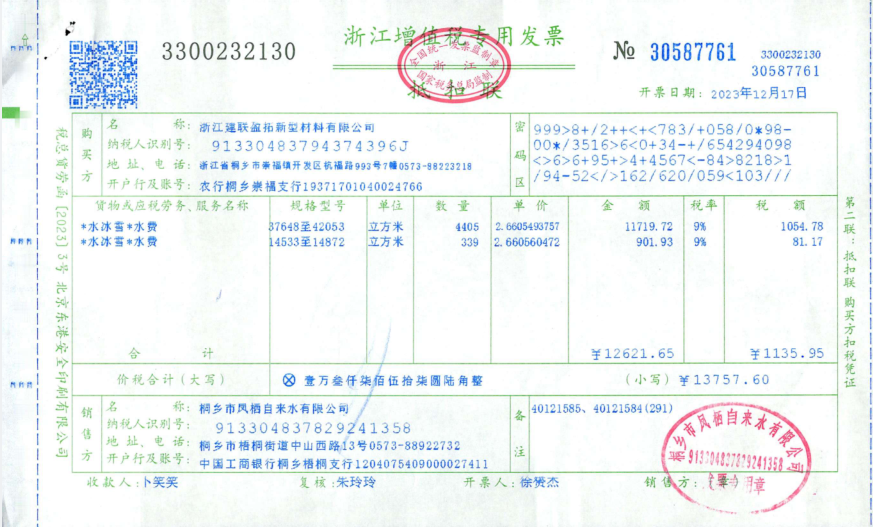 3300232130
浙江增值税专用发票
抵扣联
全国统一发票监制章
浙江
国家税务总局监制
№ 30587761
3300232130
30587761
开票日期: 2023年12月17日
税总货劳函[2023]3号 北京东港安全印刷有限公司
购买方
名称: 浙江建联盈拓新型材料有限公司
纳税人识别号: 91330483794374396J
地址、电话: 浙江省桐乡市崇福镇开发区杭福路993号7幢0573-88223218
开户行及账号: 农行桐乡崇福支行19371701040024766
密码区
999>8+/2++<+<783/+058/0*98-
00*/3516>6<0+34-+/654294098
<>6>6+95+>4+4567<-84>8218>1
/94-52</>162/620/059<103///
货物或应税劳务、服务名称 规格型号 单位 数量 单价 金额 税率 税额
*水冰雪*水费 37648至42053 立方米 4405 2.6605493757 11719.72 9% 1054.78
*水冰雪*水费 14533至14872 立方米 339 2.660560472 901.93 9% 81.17
合计 ￥12621.65 ￥1135.95
价税合计(大写) ⊗ 壹万叁仟柒佰伍拾柒圆陆角整 (小写) ￥13757.60
销售方
名称: 桐乡市凤栖自来水有限公司
纳税人识别号: 913304837829241358
地址、电话: 桐乡市梧桐街道中山西路13号0573-88922732
开户行及账号: 中国工商银行桐乡梧桐支行1204075409000027411
备注
40121585、40121584(291)
桐乡市凤栖自来水有限公司
913304837829241358
收款人: 卜笑笑 复核: 朱玲玲 开票人: 徐赟杰 销售方: (章)
第二联: 抵扣联 购买方扣税凭证